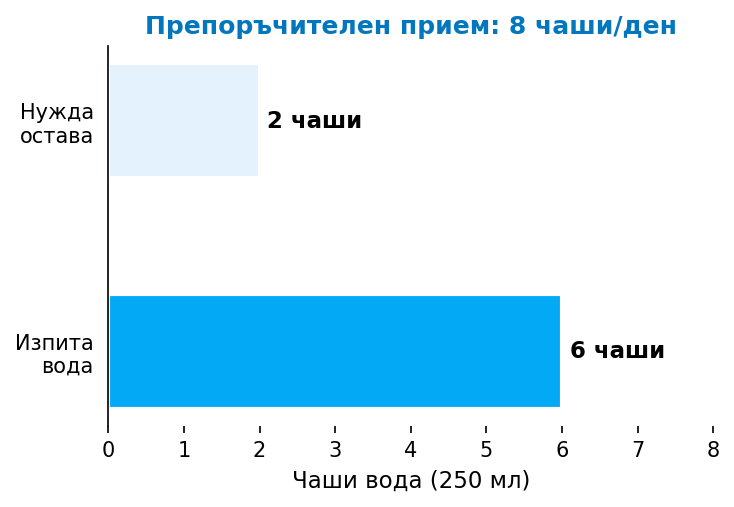 Препоръчителен прием: 8 чаши/ден
Нужда
остава
2 чаши
Изпита
вода
6 чаши
0 1 2 3 4 5 6 7 8
Чаши вода (250 мл)